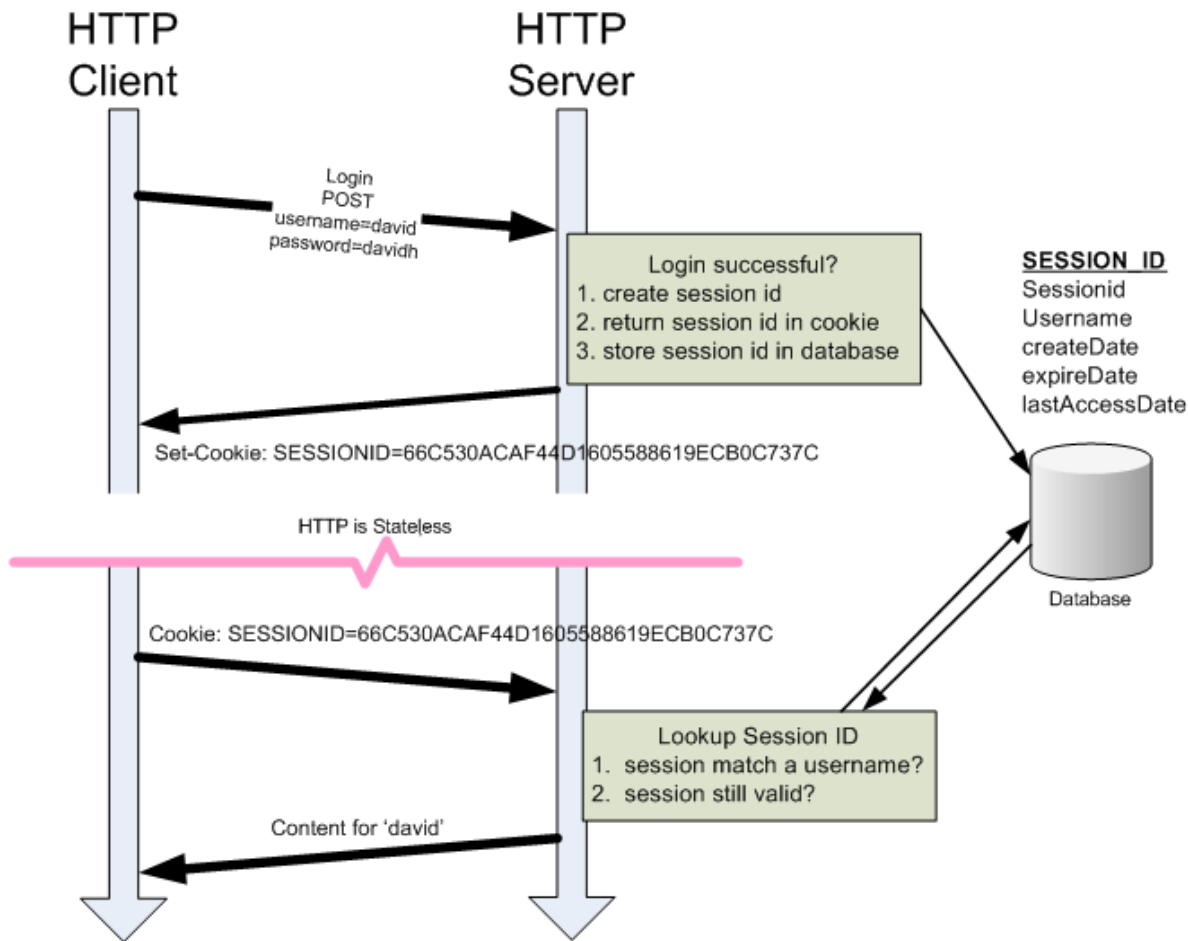 HTTP
Client
HTTP
Server
Login
POST
username=david
password=davidh
Login successful?
1. create session id
2. return session id in cookie
3. store session id in database
SESSION_ID
Sessionid
Username
createDate
expireDate
lastAccessDate
Set-Cookie: SESSIONID=66C530ACAF44D1605588619ECB0C737C
HTTP is Stateless
Database
Cookie: SESSIONID=66C530ACAF44D1605588619ECB0C737C
Lookup Session ID
1. session match a username?
2. session still valid?
Content for ‘david’